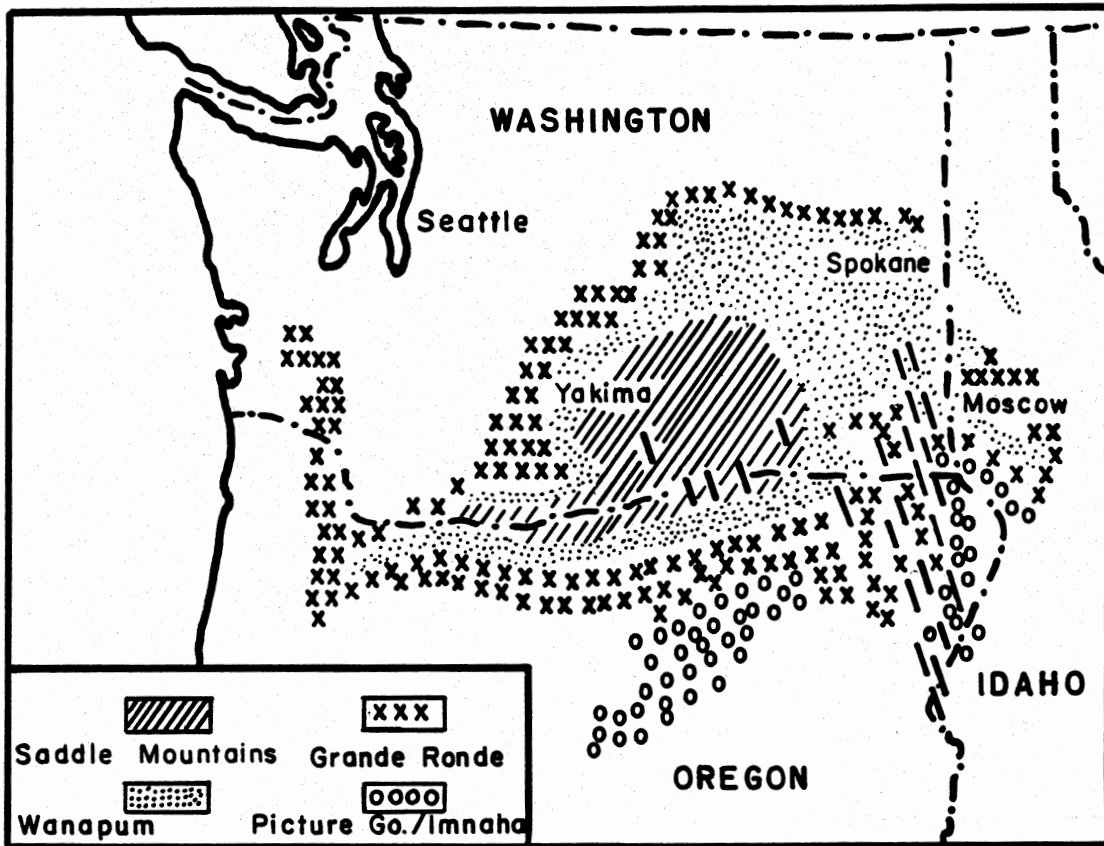 WASHINGTON
Seattle
Spokane
Yakima
Moscow
IDAHO
OREGON
Saddle Mountains
Grande Ronde
Wanapum
Picture Go./Imnaha